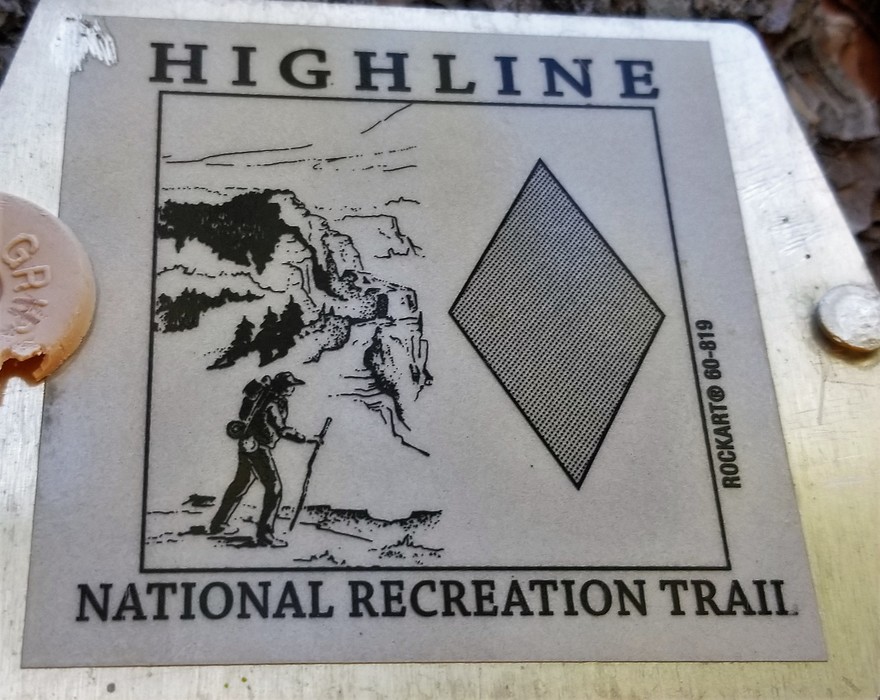 HIGHLINE
ROCKART® 60-819
NATIONAL RECREATION TRAIL